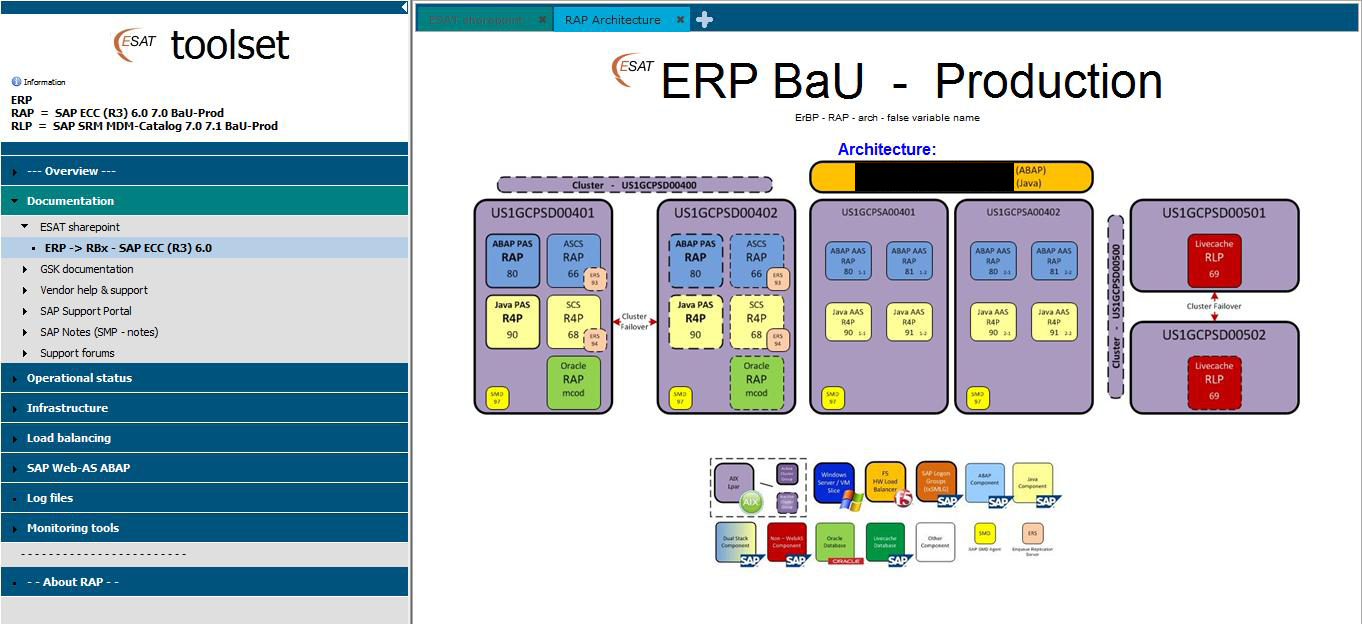 ESAT toolset
Information
ERP
RAP = SAP ECC (R3) 6.0 7.0 BaU-Prod
RLP = SAP SRM MDM-Catalog 7.0 7.1 BaU-Prod
--- Overview ---
Documentation
ESAT sharepoint
ERP -> RBx - SAP ECC (R3) 6.0
GSK documentation
Vendor help & support
SAP Support Portal
SAP Notes (SMP - notes)
Support forums
Operational status
Infrastructure
Load balancing
SAP Web-AS ABAP
Log files
Monitoring tools
- - - - - - - - - - - - - - - - - - - - - - - -
- - About RAP - -
ESAT sharepoint
RAP Architecture
ESAT ERP BaU - Production
ErBP - RAP - arch - false variable name
Architecture:
(ABAP)
(Java)
Cluster - US1GCPSD00400
US1GCPSD00401
ABAP PAS
RAP
80
ASCS
RAP
66
ERS
93
Java PAS
R4P
90
SCS
R4P
68
ERS
94
Oracle
RAP
mcod
SMD
97
Cluster
Failover
US1GCPSD00402
ABAP PAS
RAP
80
ASCS
RAP
66
ERS
93
Java PAS
R4P
90
SCS
R4P
68
ERS
94
Oracle
RAP
mcod
SMD
97
US1GCPSA00401
ABAP AAS
RAP
80 1-1
ABAP AAS
RAP
81 1-2
Java AAS
R4P
90 1-1
Java AAS
R4P
91 1-2
SMD
97
US1GCPSA00402
ABAP AAS
RAP
80 2-1
ABAP AAS
RAP
81 2-2
Java AAS
R4P
90 2-1
Java AAS
R4P
91 2-2
SMD
97
Cluster - US1GCPSD00500
US1GCPSD00501
Livecache
RLP
69
Cluster Failover
US1GCPSD00502
Livecache
RLP
69
AIX
Lpar
AIX
Active
Cluster
Group
Cluster
Group
Windows
Server / VM
Slice
F5
HW Load
Balancer
f5
SAP Logon
Groups
(txSMLG)
SAP
ABAP
Component
SAP
Java
Component
SAP
Dual Stack
Component
SAP
Non - WebAS
Component
SAP
Oracle
Database
ORACLE
Livecache
Database
SAP
Other
Component
SMD
SAP SMD Agent
ERS
Enqueue Replication
Server